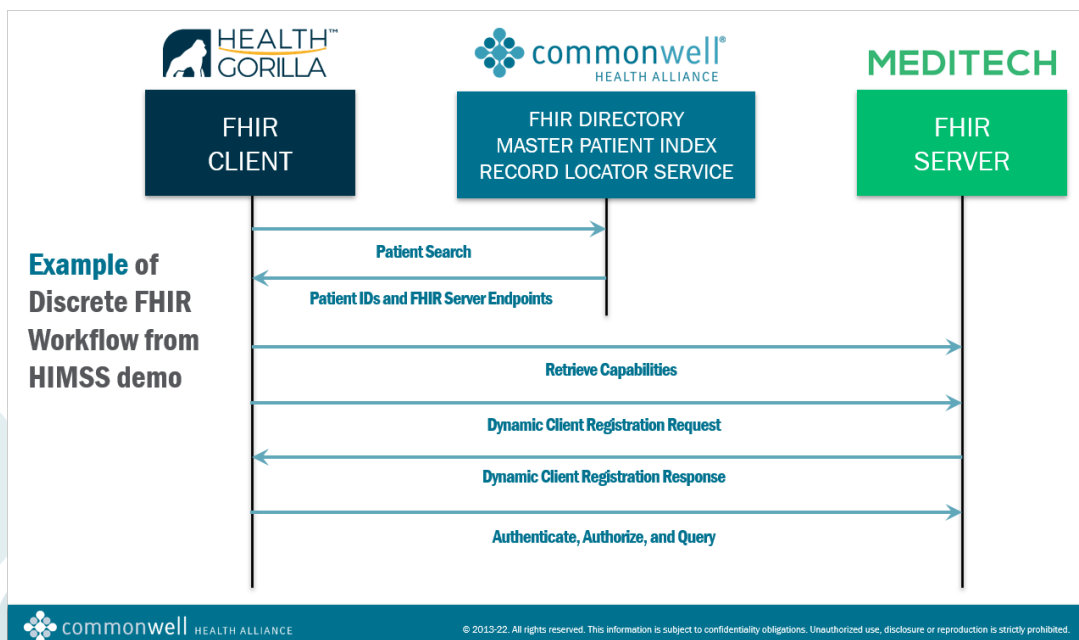 HEALTH™
GORILLA
commonwell®
HEALTH ALLIANCE
MEDITECH
FHIR
CLIENT
FHIR DIRECTORY
MASTER PATIENT INDEX
RECORD LOCATOR SERVICE
FHIR
SERVER
Example of
Discrete FHIR
Workflow from
HIMSS demo
Patient Search
Patient IDs and FHIR Server Endpoints
Retrieve Capabilities
Dynamic Client Registration Request
Dynamic Client Registration Response
Authenticate, Authorize, and Query
commonwell HEALTH ALLIANCE
© 2013-22. All rights reserved. This information is subject to confidentiality obligations. Unauthorized use, disclosure or reproduction is strictly prohibited.